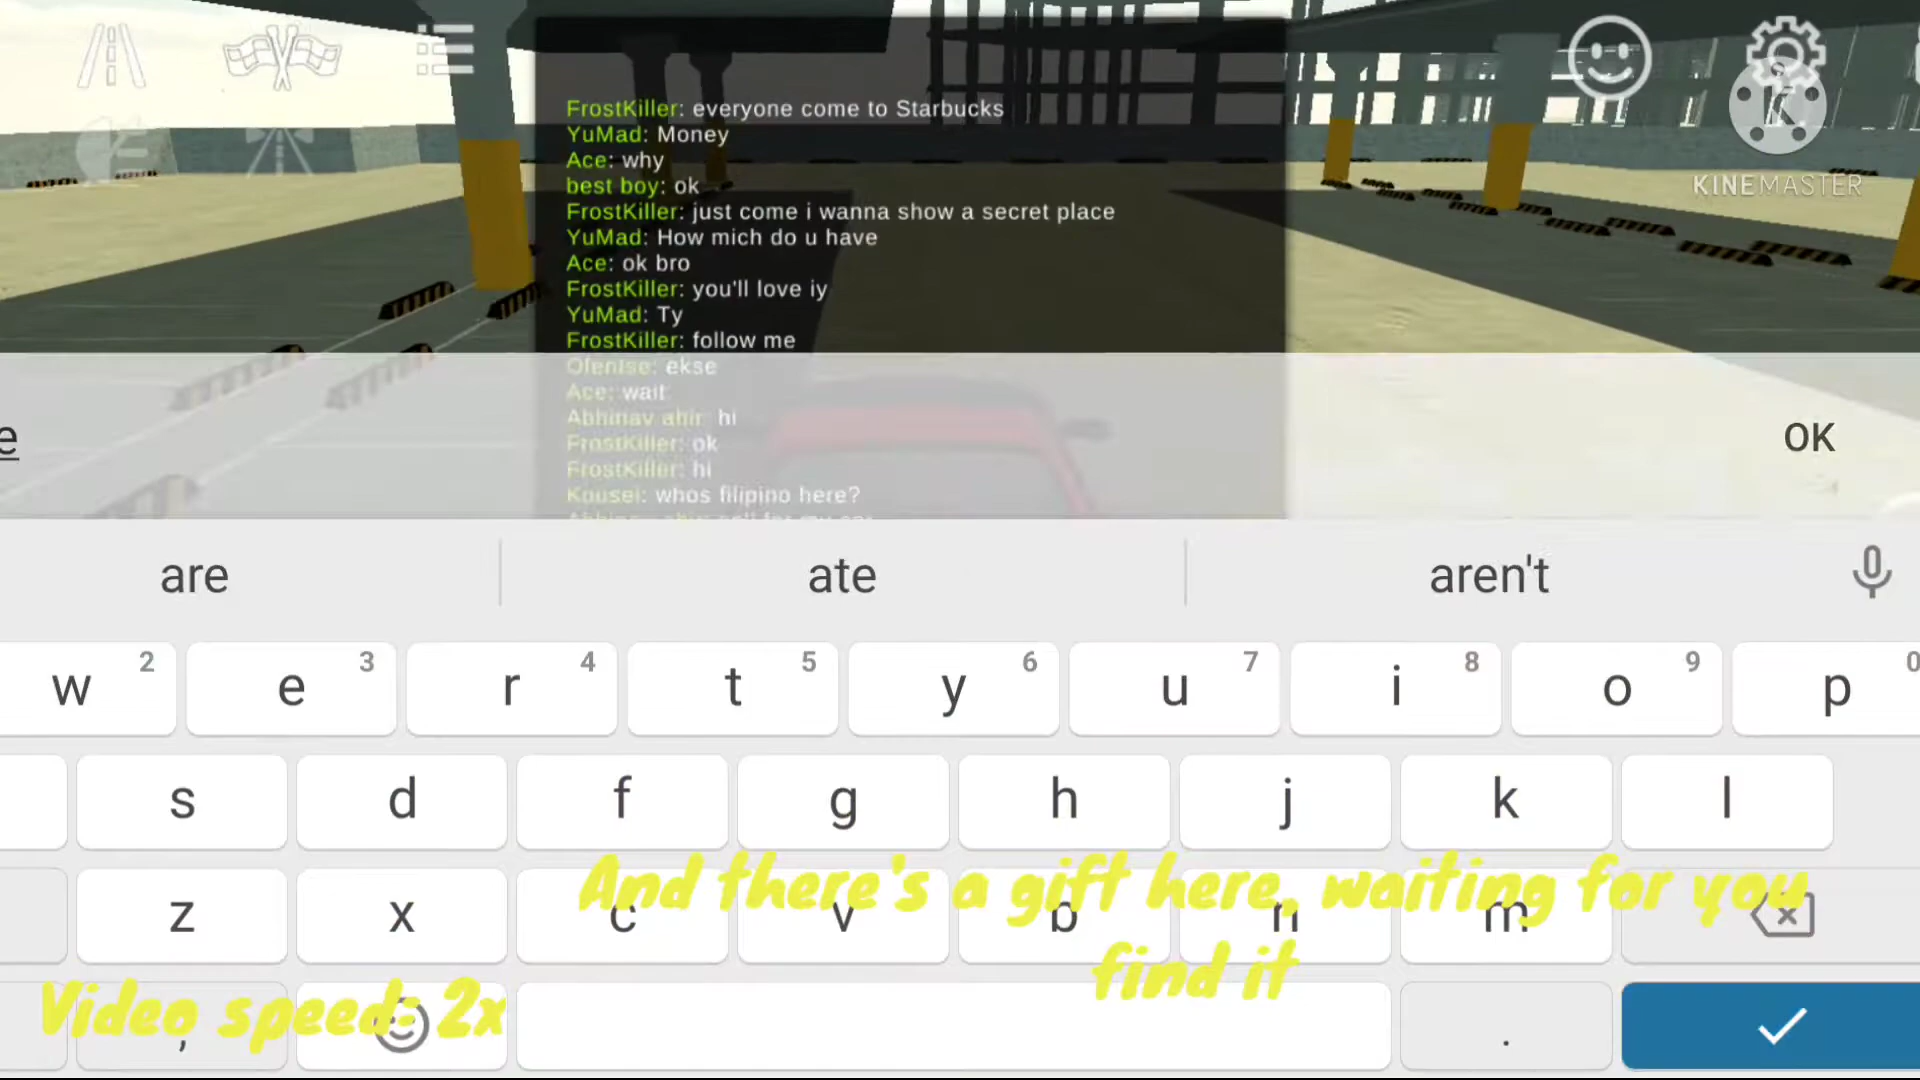 FrostKiller: everyone come to Starbucks
YuMad: Money
Ace: why
best boy: ok
FrostKiller: just come i wanna show a secret place
YuMad: How mich do u have
Ace: ok bro
FrostKiller: you'll love iy
YuMad: Ty
FrostKiller: follow me
Olentse: ekse
Ace: wait
Abhinav ahir: hi
FrostKiller: ok
FrostKiller: hi
Kousei: whos filipino here?
K
KINEMASTER
e
OK
are ate aren't
w 2 e 3 r 4 t 5 y 6 u 7 i 8 o 9 p 0
s d f g h j k l
z x c v b n m
And there's a gift here, waiting for you
find it
Video speed: 2x
, .